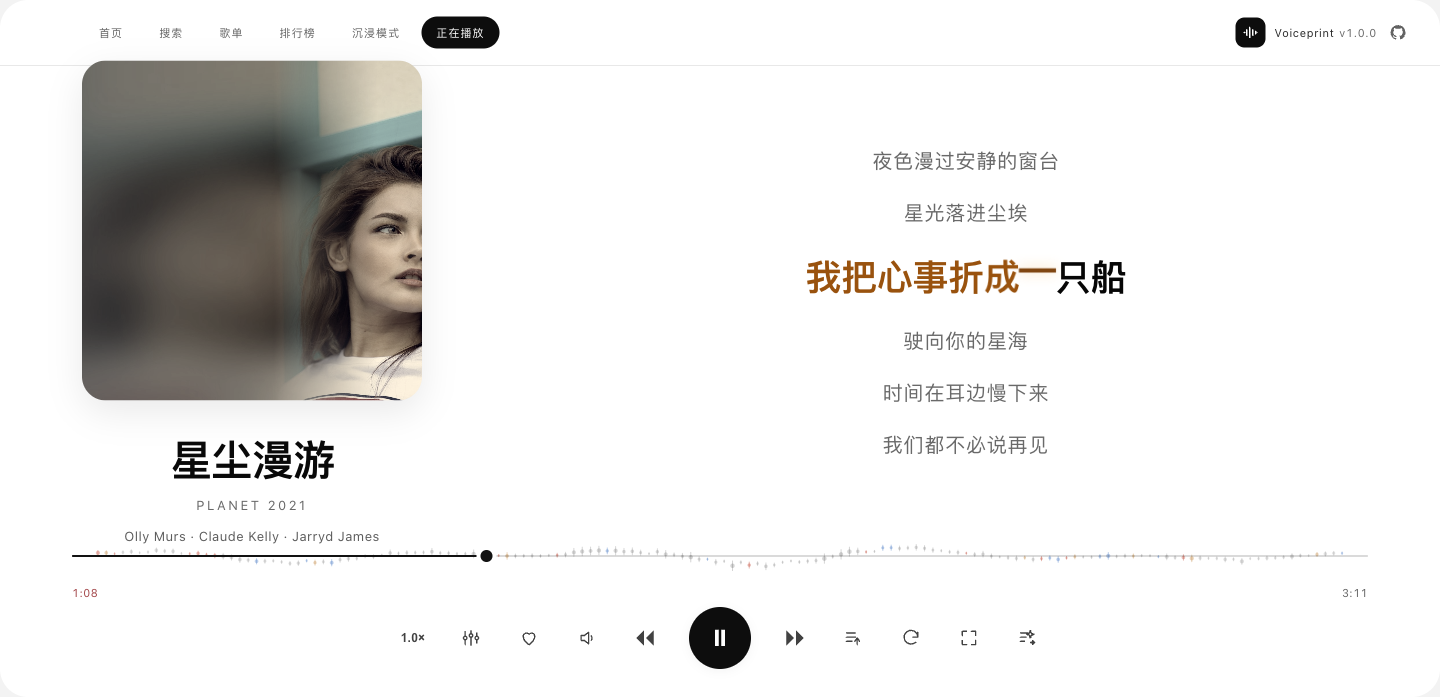 首页 搜索 歌单 排行榜 沉浸模式 正在播放
Voiceprint v1.0.0
夜色漫过安静的窗台
星光落进尘埃
我把心事折成一只船
驶向你的星海
时间在耳边慢下来
我们都不必说再见
星尘漫游
PLANET 2021
Olly Murs · Claude Kelly · Jarryd James
1:08
3:11
1.0×